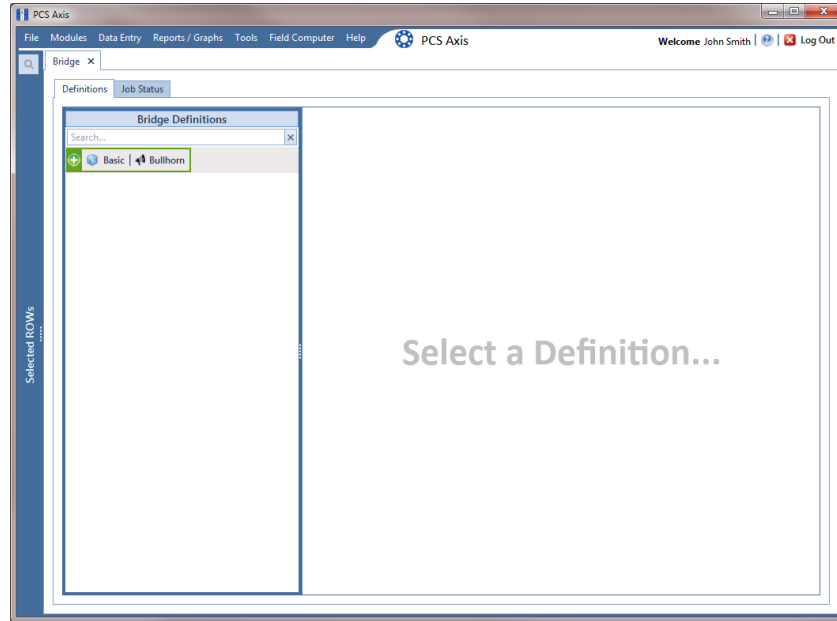 PCS Axis
File Modules Data Entry Reports / Graphs Tools Field Computer Help PCS Axis Welcome John Smith | | Log Out
Bridge
Definitions Job Status
Bridge Definitions
Search...
Basic | Bullhorn
Selected ROWs
Select a Definition...